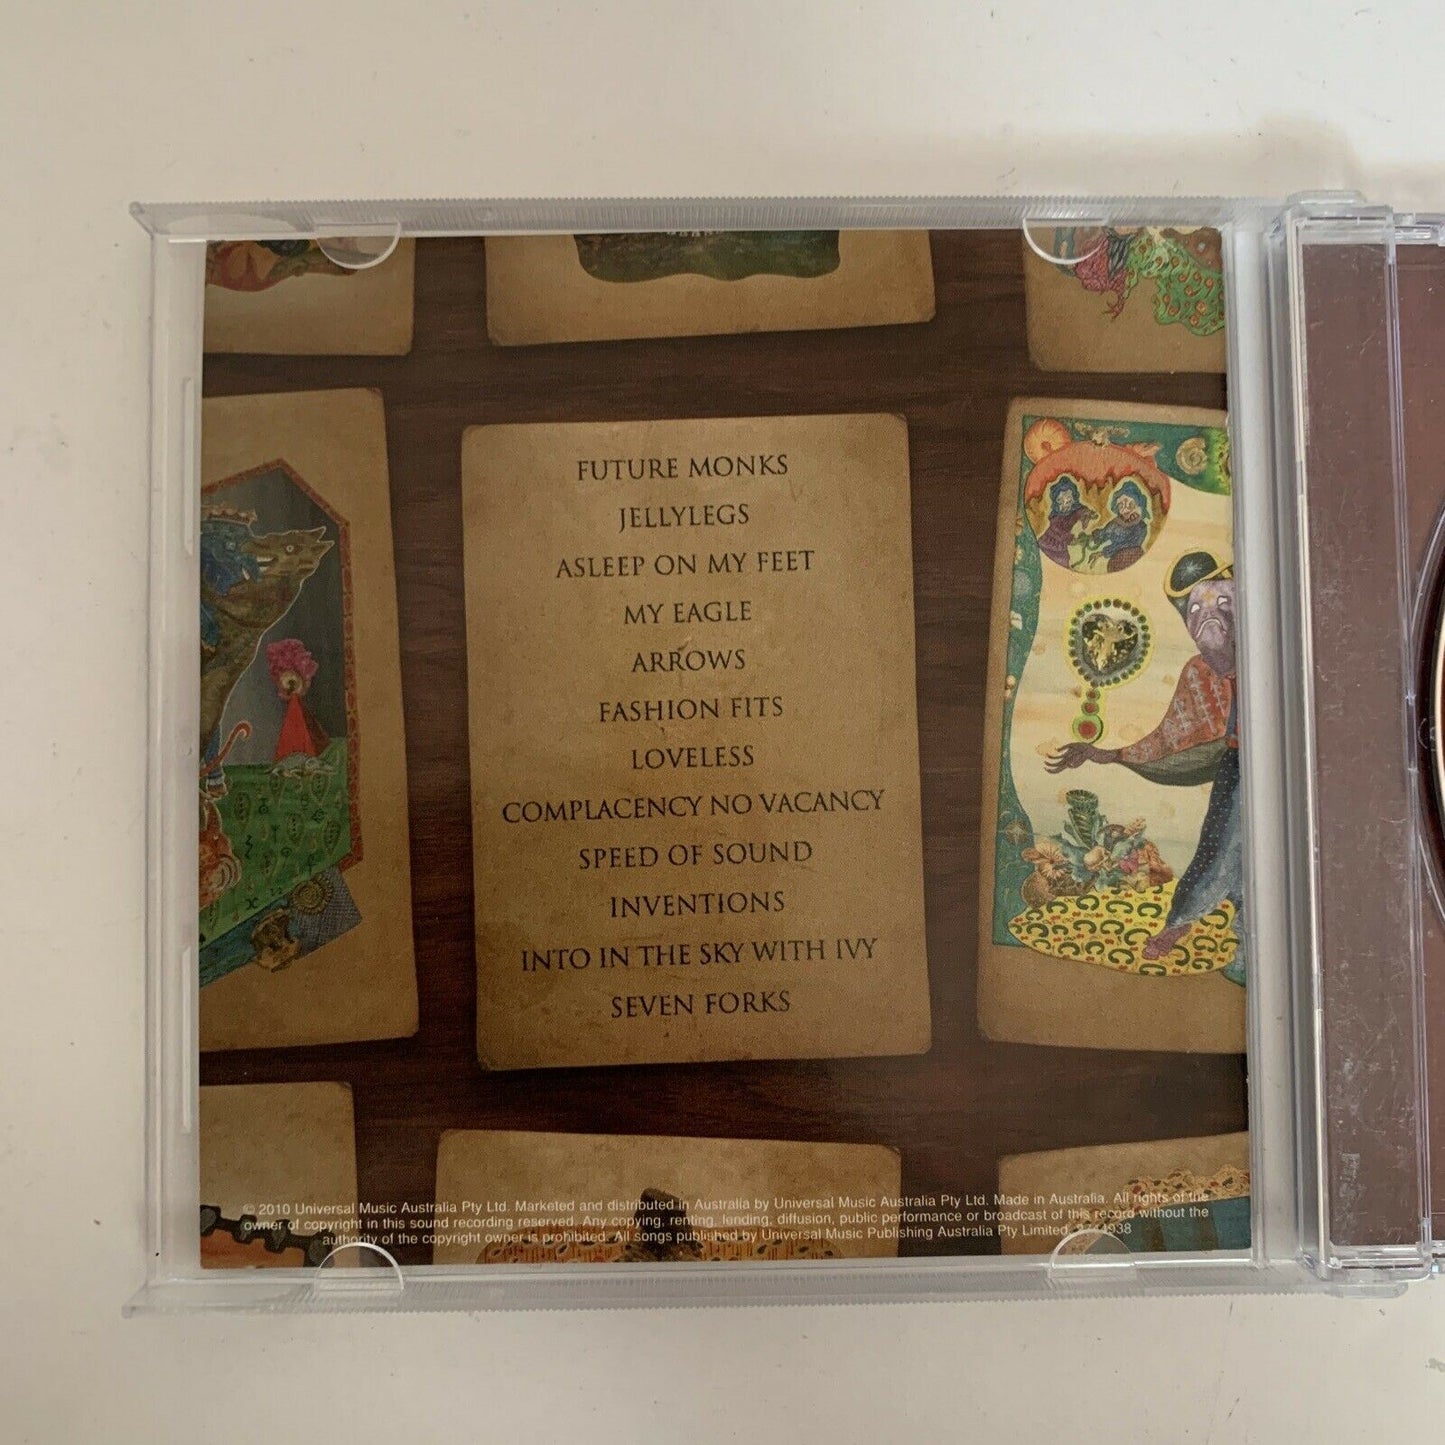 FUTURE MONKS
JELLYLEGS
ASLEEP ON MY FEET
MY EAGLE
ARROWS
FASHION FITS
LOVELESS
COMPLACENCY NO VACANCY
SPEED OF SOUND
INVENTIONS
INTO IN THE SKY WITH IVY
SEVEN FORKS
© 2010 Universal Music Australia Pty Ltd. Marketed and distributed in Australia by Universal Music Australia Pty Ltd. Made in Australia. All rights of the
owner of copyright in this sound recording reserved. Any copying, renting, lending, diffusion, public performance or broadcast of this record without the
authority of the copyright owner is prohibited. All songs published by Universal Music Publishing Australia Pty Limited.